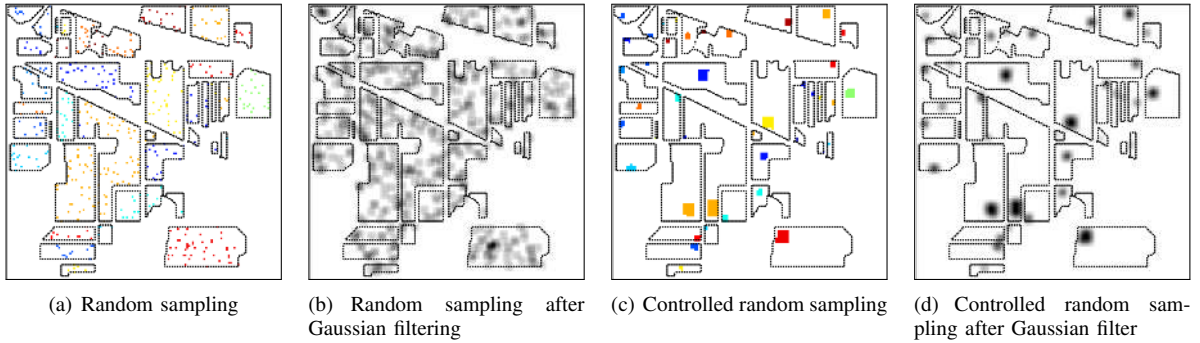 (a) Random sampling
(b) Random sampling after
Gaussian filtering
(c) Controlled random sampling
(d) Controlled random sam-
pling after Gaussian filter